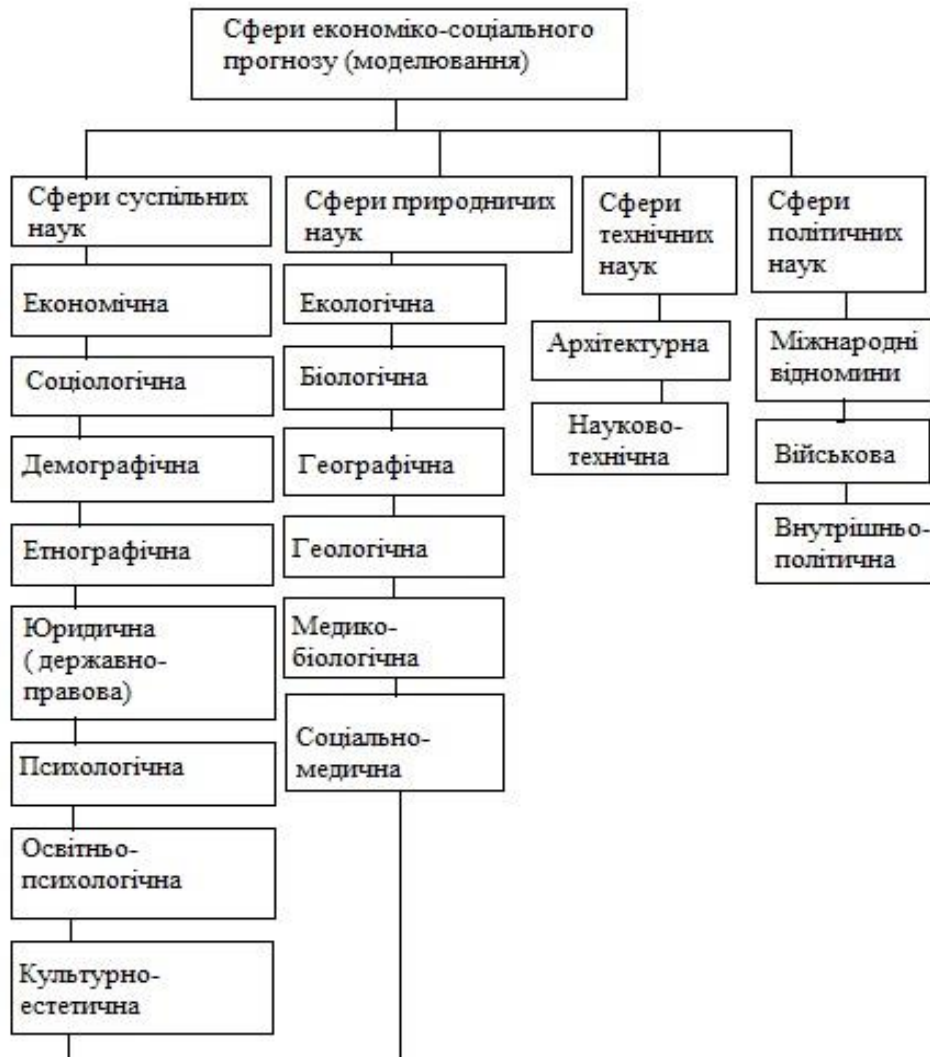 Сфери економіко-соціального
прогнозу (моделювання)
Сфери суспільних
наук
Економічна
Соціологічна
Демографічна
Етнографічна
Юридична
( державно-
правова)
Психологічна
Освітньо-
психологічна
Культурно-
естетична
Сфери природничих
наук
Екологічна
Біологічна
Географічна
Геологічна
Медико-
біологічна
Соціально-
медична
Сфери
технічних
наук
Архітектурна
Науково-
технічна
Сфери
політичних
наук
Міжнародні
відномини
Військова
Внутрішньо-
політична